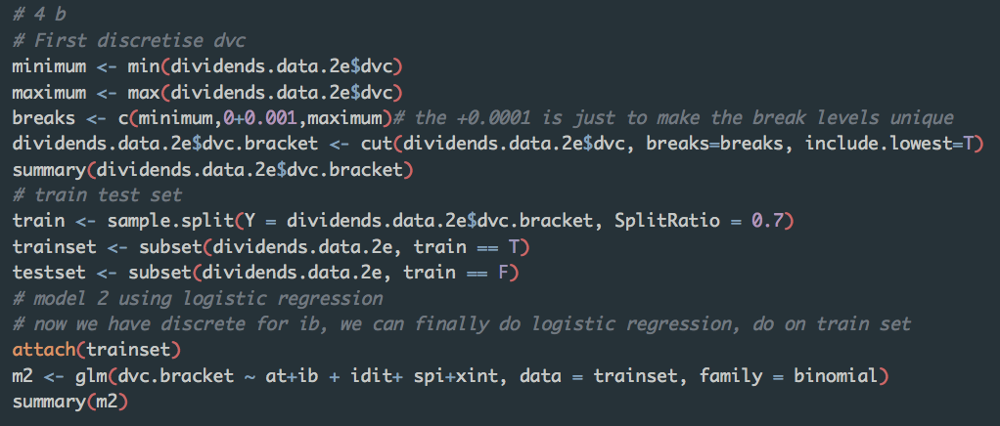 # 4 b
# First discretise dvc
minimum <- min(dividends.data.2e$dvc)
maximum <- max(dividends.data.2e$dvc)
breaks <- c(minimum,0+0.001,maximum)# the +0.0001 is just to make the break levels unique
dividends.data.2e$dvc.bracket <- cut(dividends.data.2e$dvc, breaks=breaks, include.lowest=T)
summary(dividends.data.2e$dvc.bracket)
# train test set
train <- sample.split(Y = dividends.data.2e$dvc.bracket, SplitRatio = 0.7)
trainset <- subset(dividends.data.2e, train == T)
testset <- subset(dividends.data.2e, train == F)
# model 2 using logistic regression
# now we have discrete for ib, we can finally do logistic regression, do on train set
attach(trainset)
m2 <- glm(dvc.bracket ~ at+ib + idit+ spi+xint, data = trainset, family = binomial)
summary(m2)